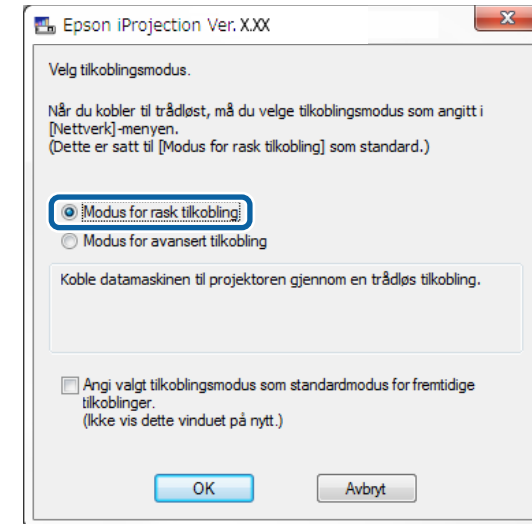 Epson iProjection Ver. X.XX
Velg tilkoblingsmodus.
Når du kobler til trådløst, må du velge tilkoblingsmodus som angitt i
[Nettverk]-menyen.
(Dette er satt til [Modus for rask tilkobling] som standard.)
Modus for rask tilkobling
Modus for avansert tilkobling
Koble datamaskinen til projektoren gjennom en trådløs tilkobling.
Angi valgt tilkoblingsmodus som standardmodus for fremtidige
tilkoblinger.
(Ikke vis dette vinduet på nytt.)
OK
Avbryt